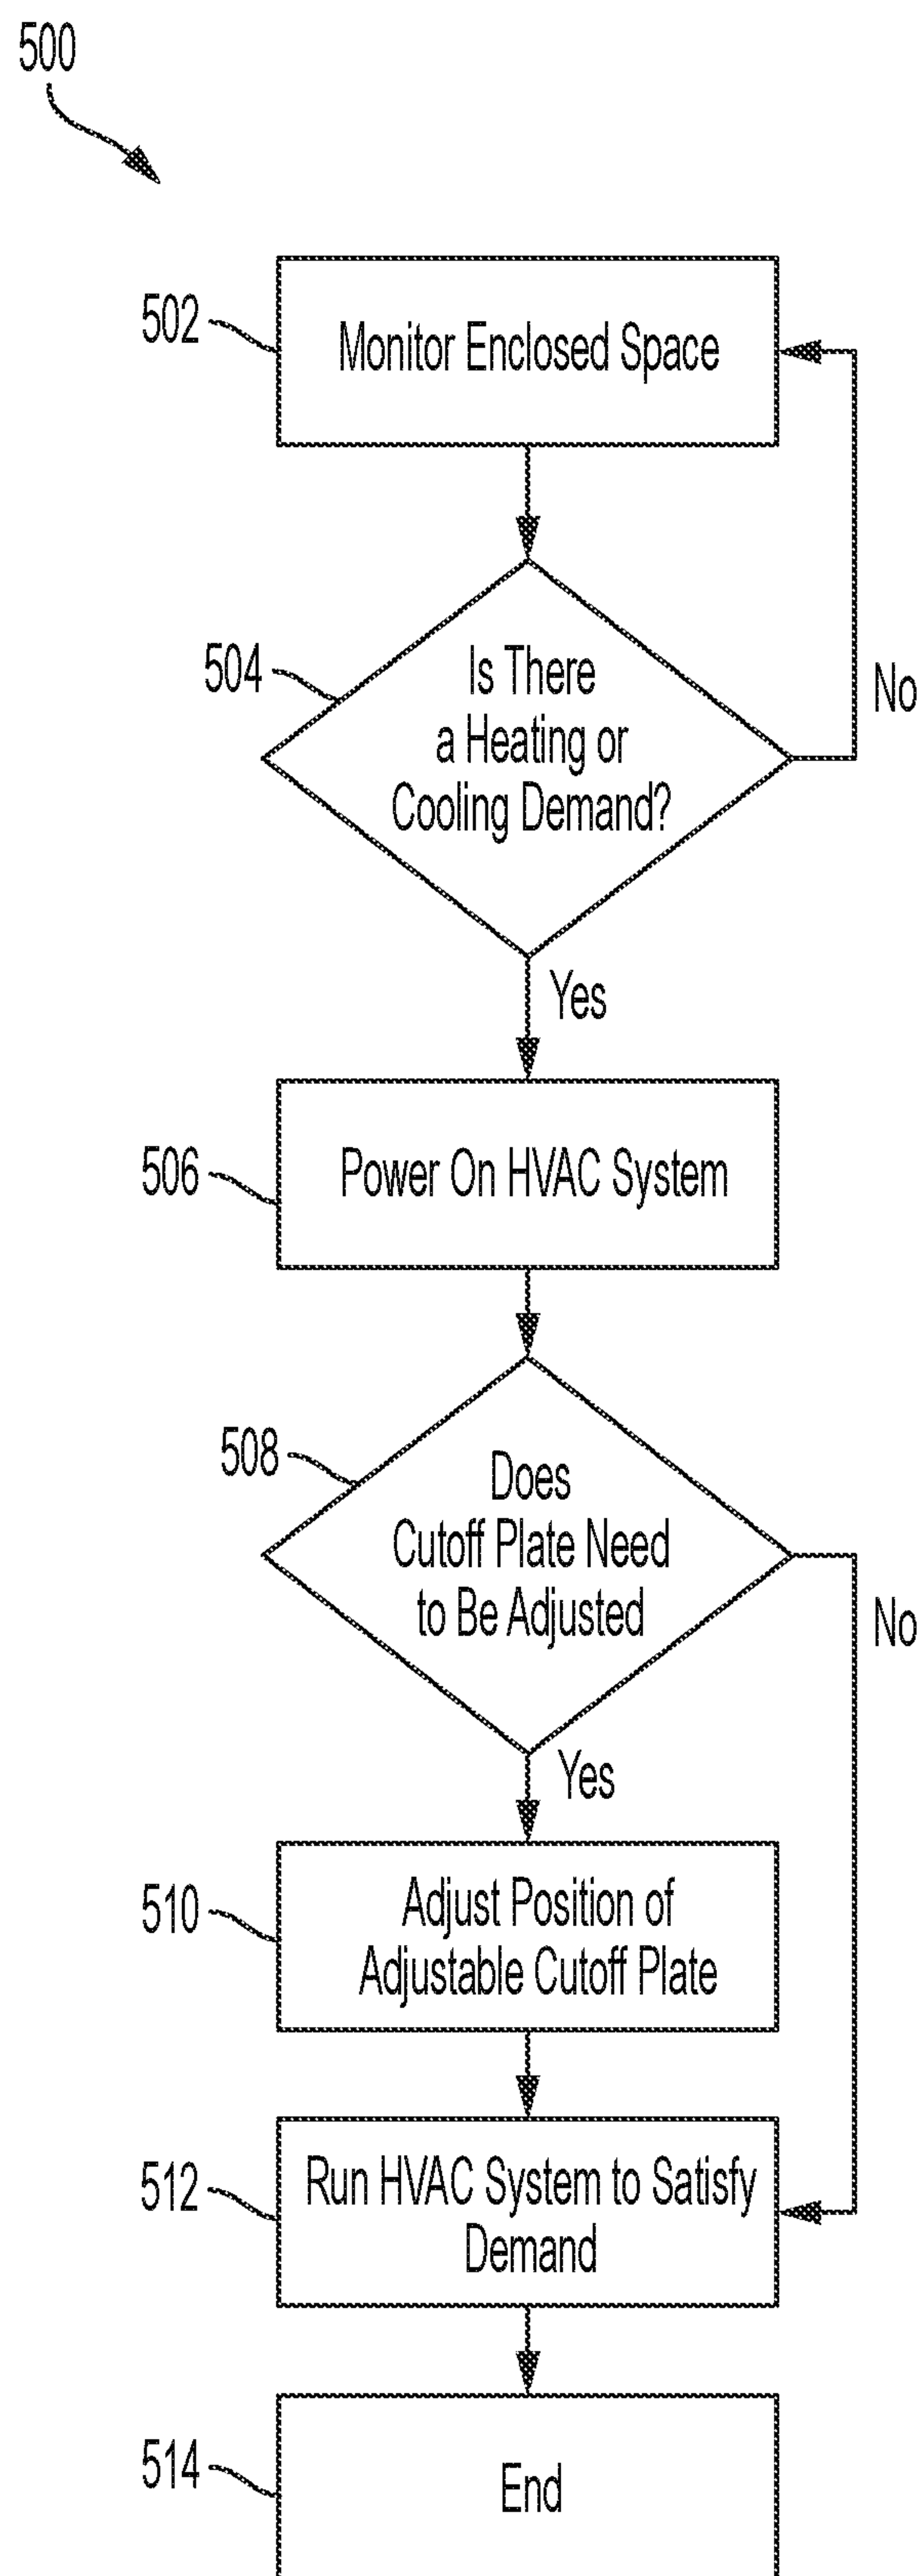 500
502
Monitor Enclosed Space
504
Is There
a Heating or
Cooling Demand?
No
Yes
506
Power On HVAC System
508
Does
Cutoff Plate Need
to Be Adjusted
No
Yes
510
Adjust Position of
Adjustable Cutoff Plate
512
Run HVAC System to Satisfy
Demand
514
End